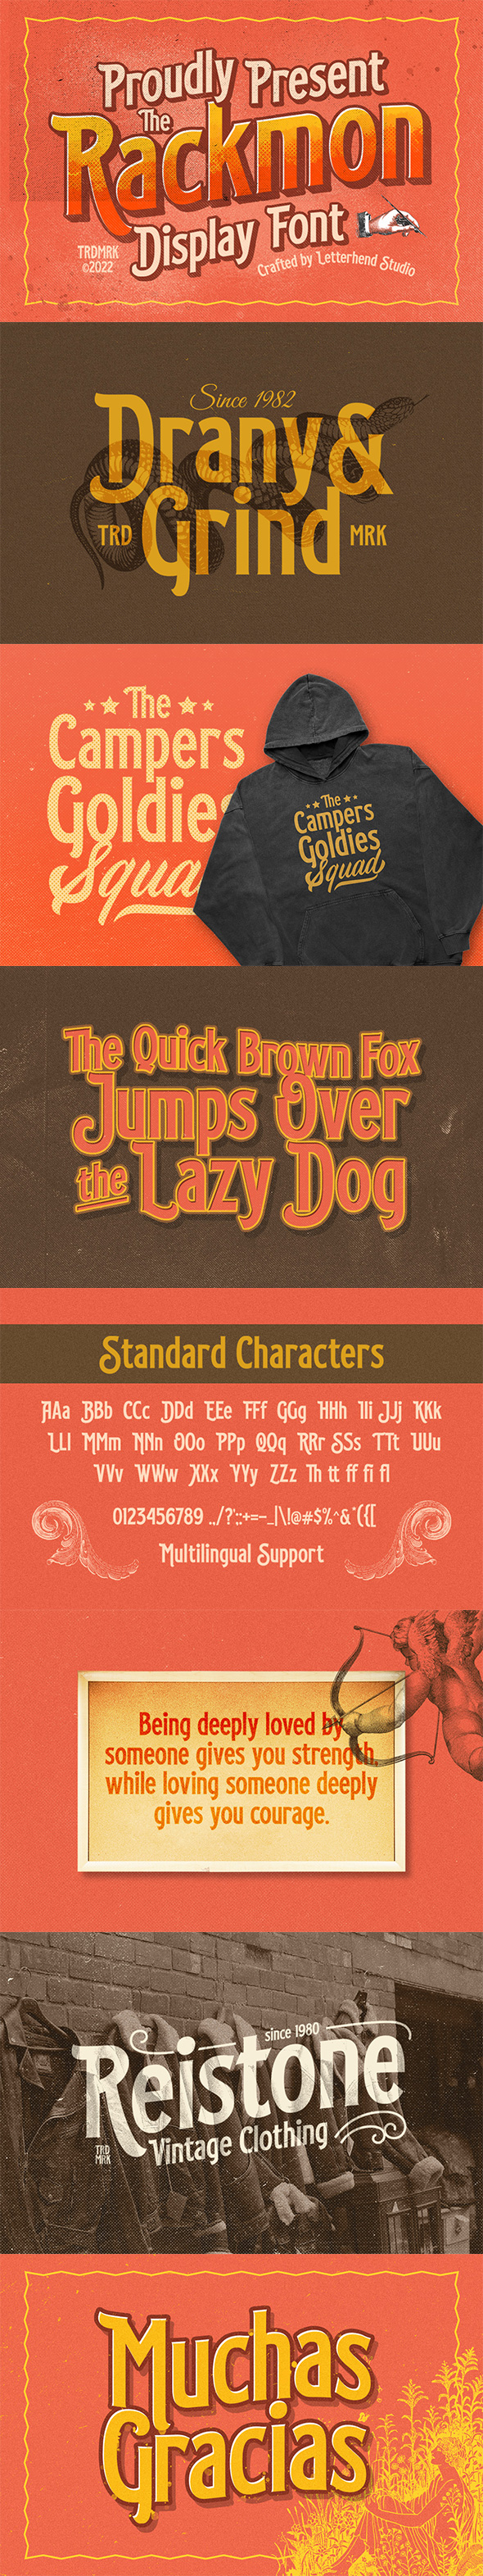 Proudly Present
The
Rackmon
Display Font
TRDMRK
©2022
Crafted by Letterhend Studio
Since 1982
Drany&
TRD Grind MRK
The
Campers
Goldies
Squa
The
Campers
Goldies
Squad
The Quick Brown Fox
Jumps Over
the Lazy Dog
Standard Characters
AAa BBb CCc DDd EEe FFf GGg HHh IIi JJj KKk
LLl MMm NNn OOo PPp QQq RRr SSs TTt UUu
VVv WWw XXx YYy ZZz Th tt ff fi fl
0123456789 ../?'::+=-_|\!@#$%^&*({[
Multilingual Support
Being deeply loved by
someone gives you strength,
while loving someone deeply
gives you courage.
since 1980
Reistone
TRD
MRK
Vintage Clothing
Muchas
Gracias